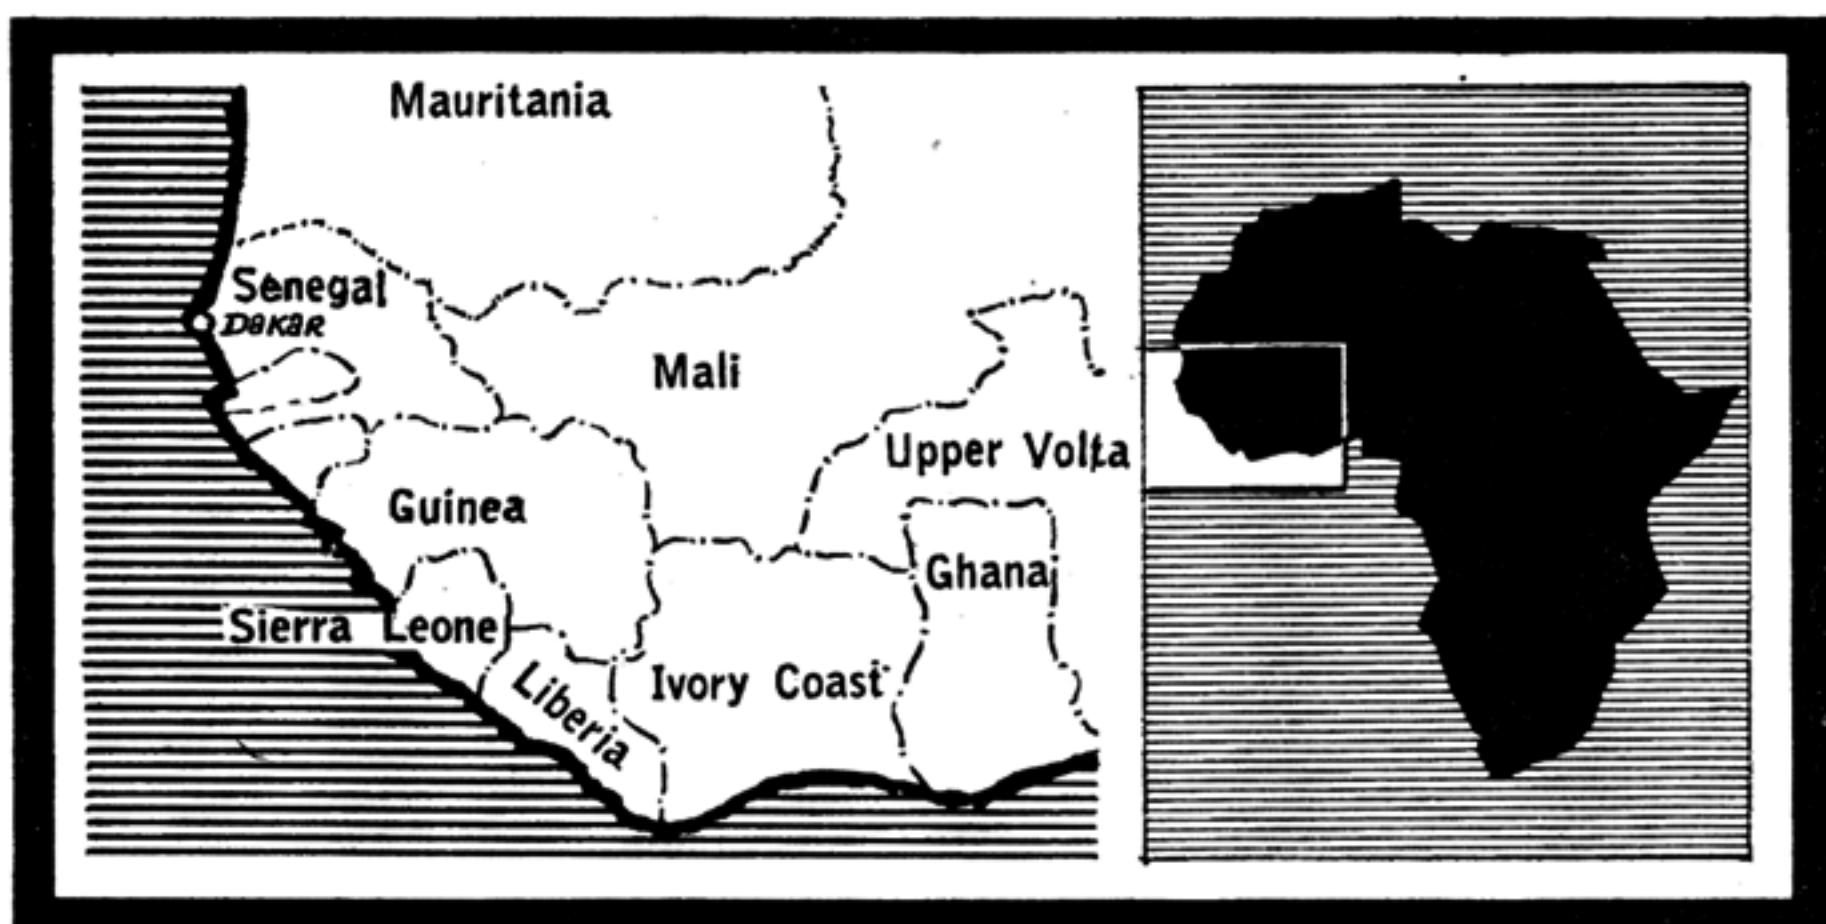 Mauritania
Senegal
DaKaR
Mali
Upper Volta
Guinea
Ghana
Sierra Leone
Ivory Coast
Liberia